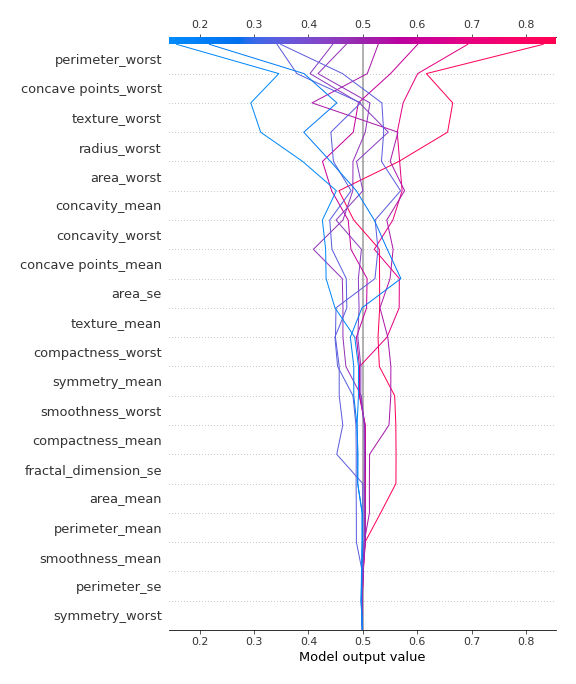 0.2 0.3 0.4 0.5 0.6 0.7 0.8
perimeter_worst
concave points_worst
texture_worst
radius_worst
area_worst
concavity_mean
concavity_worst
concave points_mean
area_se
texture_mean
compactness_worst
symmetry_mean
smoothness_worst
compactness_mean
fractal_dimension_se
area_mean
perimeter_mean
smoothness_mean
perimeter_se
symmetry_worst
0.2 0.3 0.4 0.5 0.6 0.7 0.8
Model output value